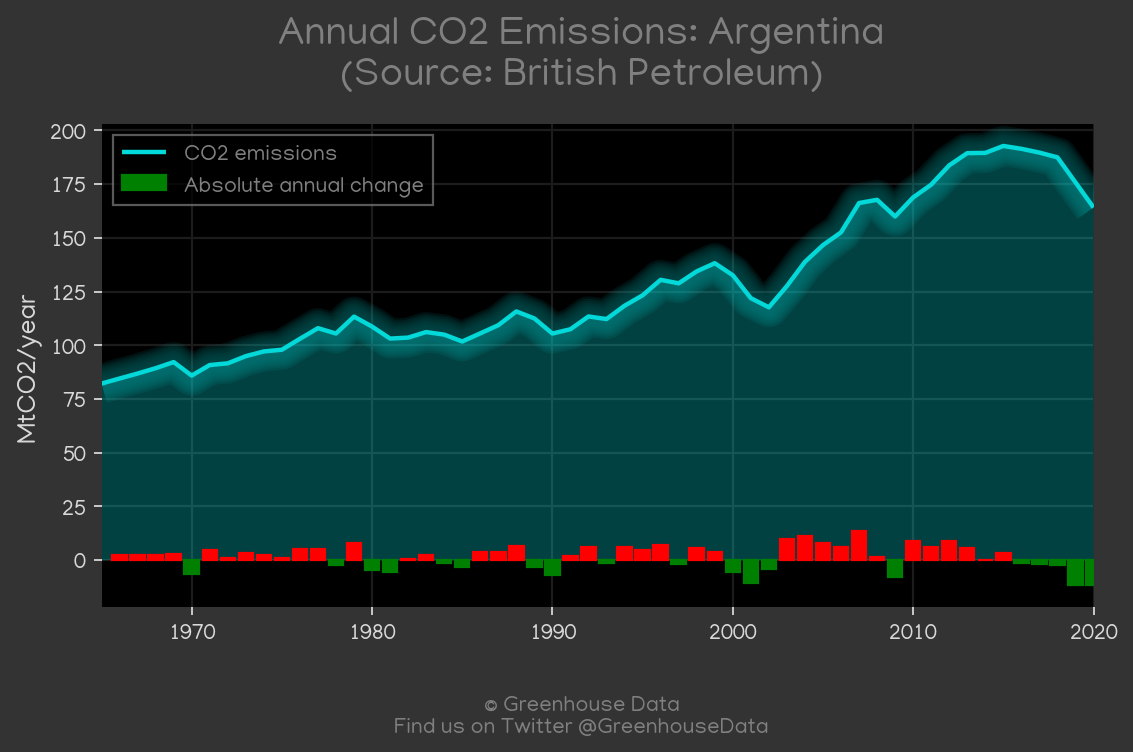 Annual CO2 Emissions: Argentina
(Source: British Petroleum)
CO2 emissions
Absolute annual change
MtCO2/year
200
175
150
125
100
75
50
25
0
1970 1980 1990 2000 2010 2020
© Greenhouse Data
Find us on Twitter @GreenhouseData